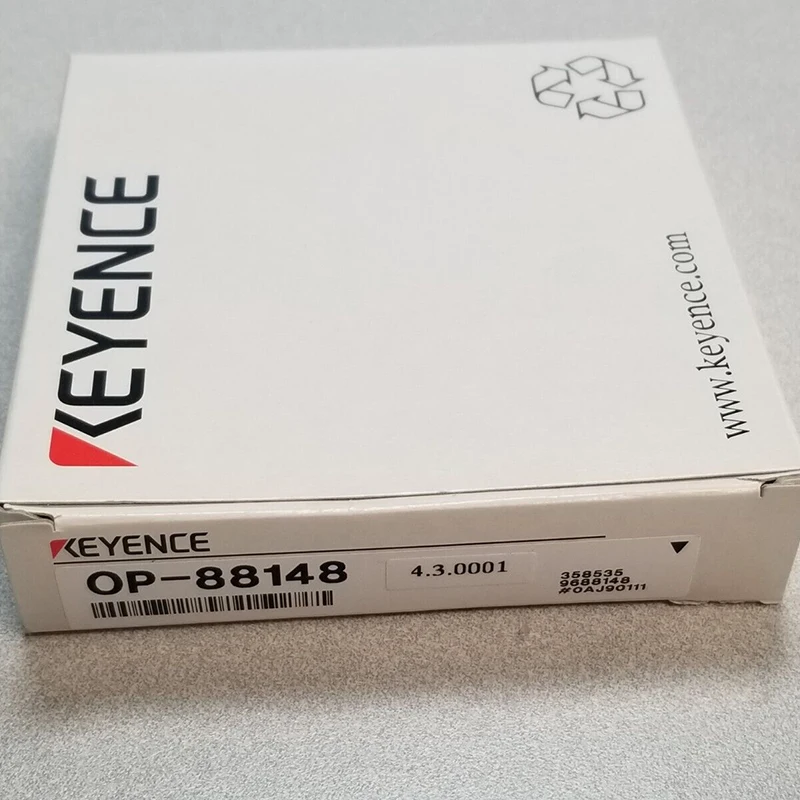 KEYENCE
www.keyence.com
KEYENCE
OP-88148
4.3.0001
358535
9688148
#0AJ90111